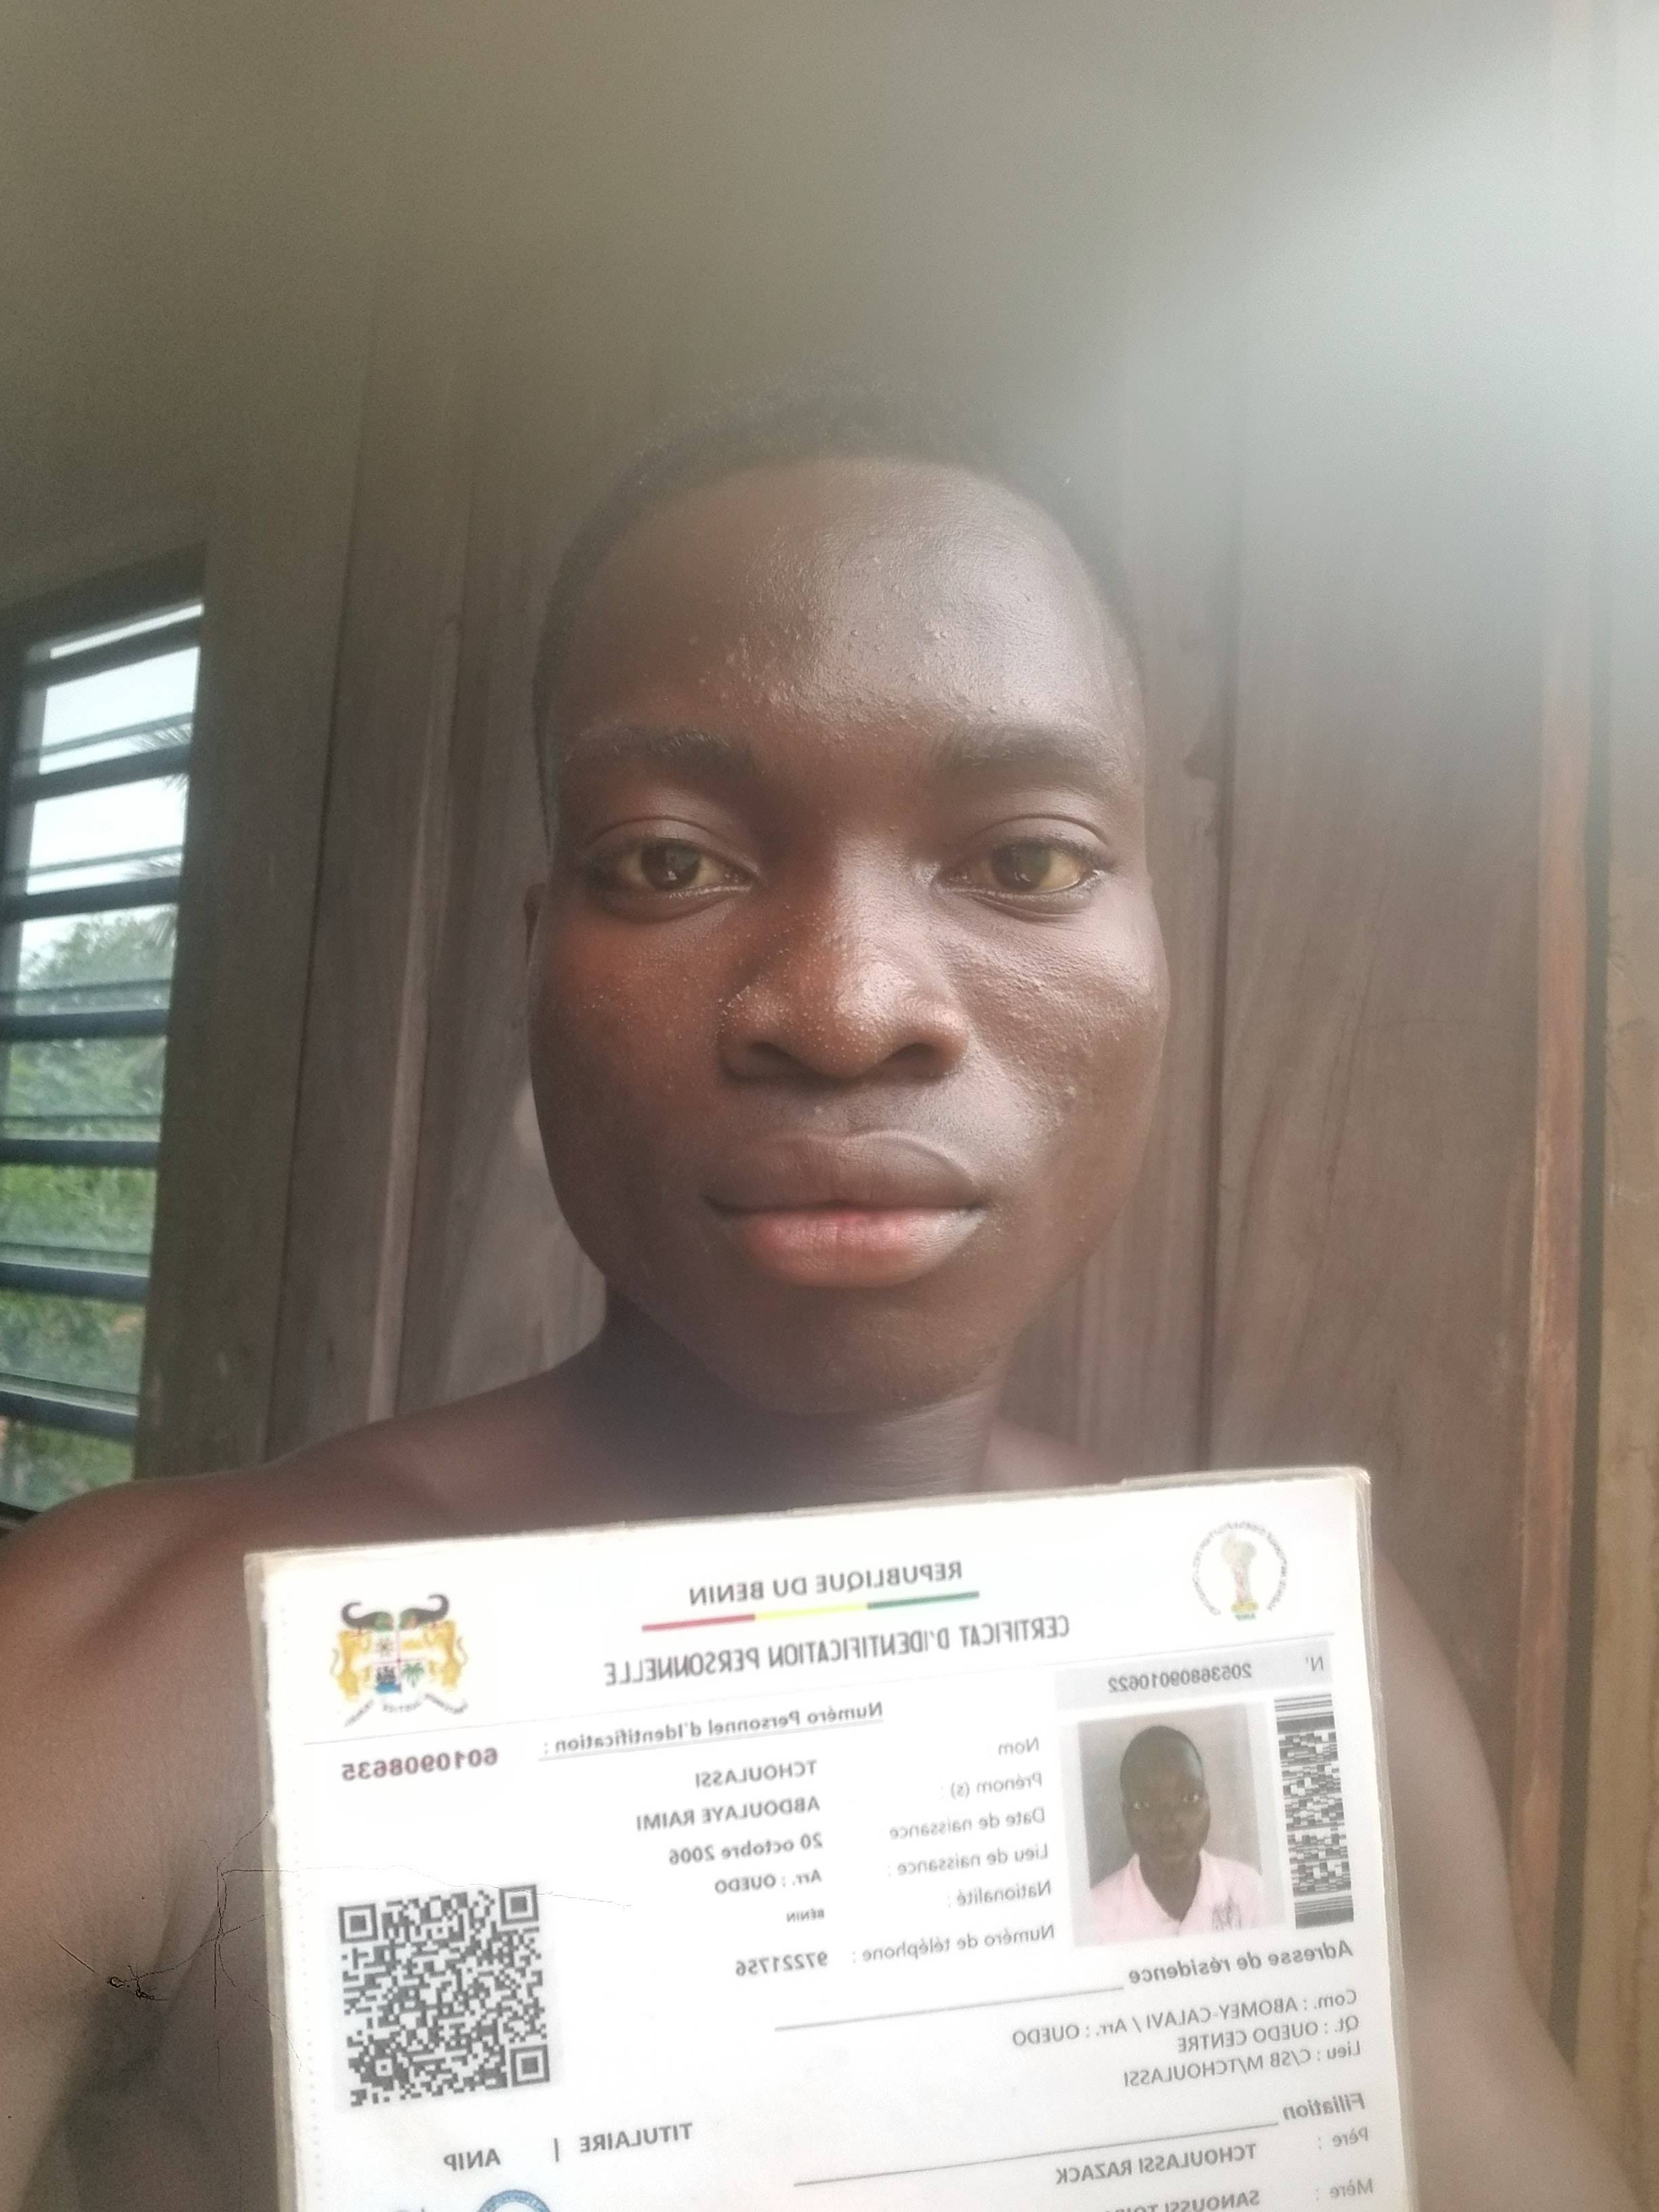 REPUBLIQUE DU BENIN
CERTIFICAT D'IDENTIFICATION PERSONNELLE
N° 20536809010622
Numéro Personnel d'Identification : 6010908635
Nom TCHOULASSI
Prénom (s) : ABDOULAYE RAIMI
Date de naissance 20 octobre 2006
Lieu de naissance : Arr. : OUEDO
Nationalité : BENIN
Numéro de téléphone : 97221756
Adresse de résidence
Com. : ABOMEY-CALAVI / Arr. : OUEDO
Qt. : OUEDO CENTRE
Lieu : C/SB M/TCHOULASSI
Filiation
Père : TCHOULASSI RAZACK
Mère : SANOUSSI
TITULAIRE | ANIP